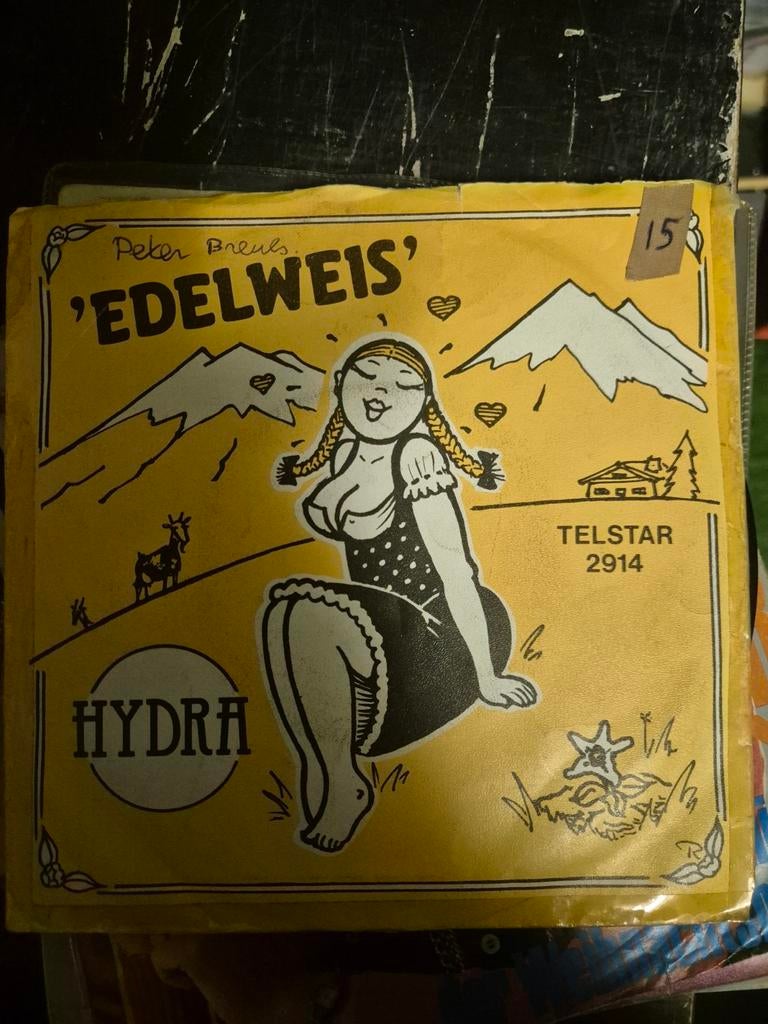 Peter Breuls
15
'EDELWEIS'
TELSTAR
2914
HYDRA
R